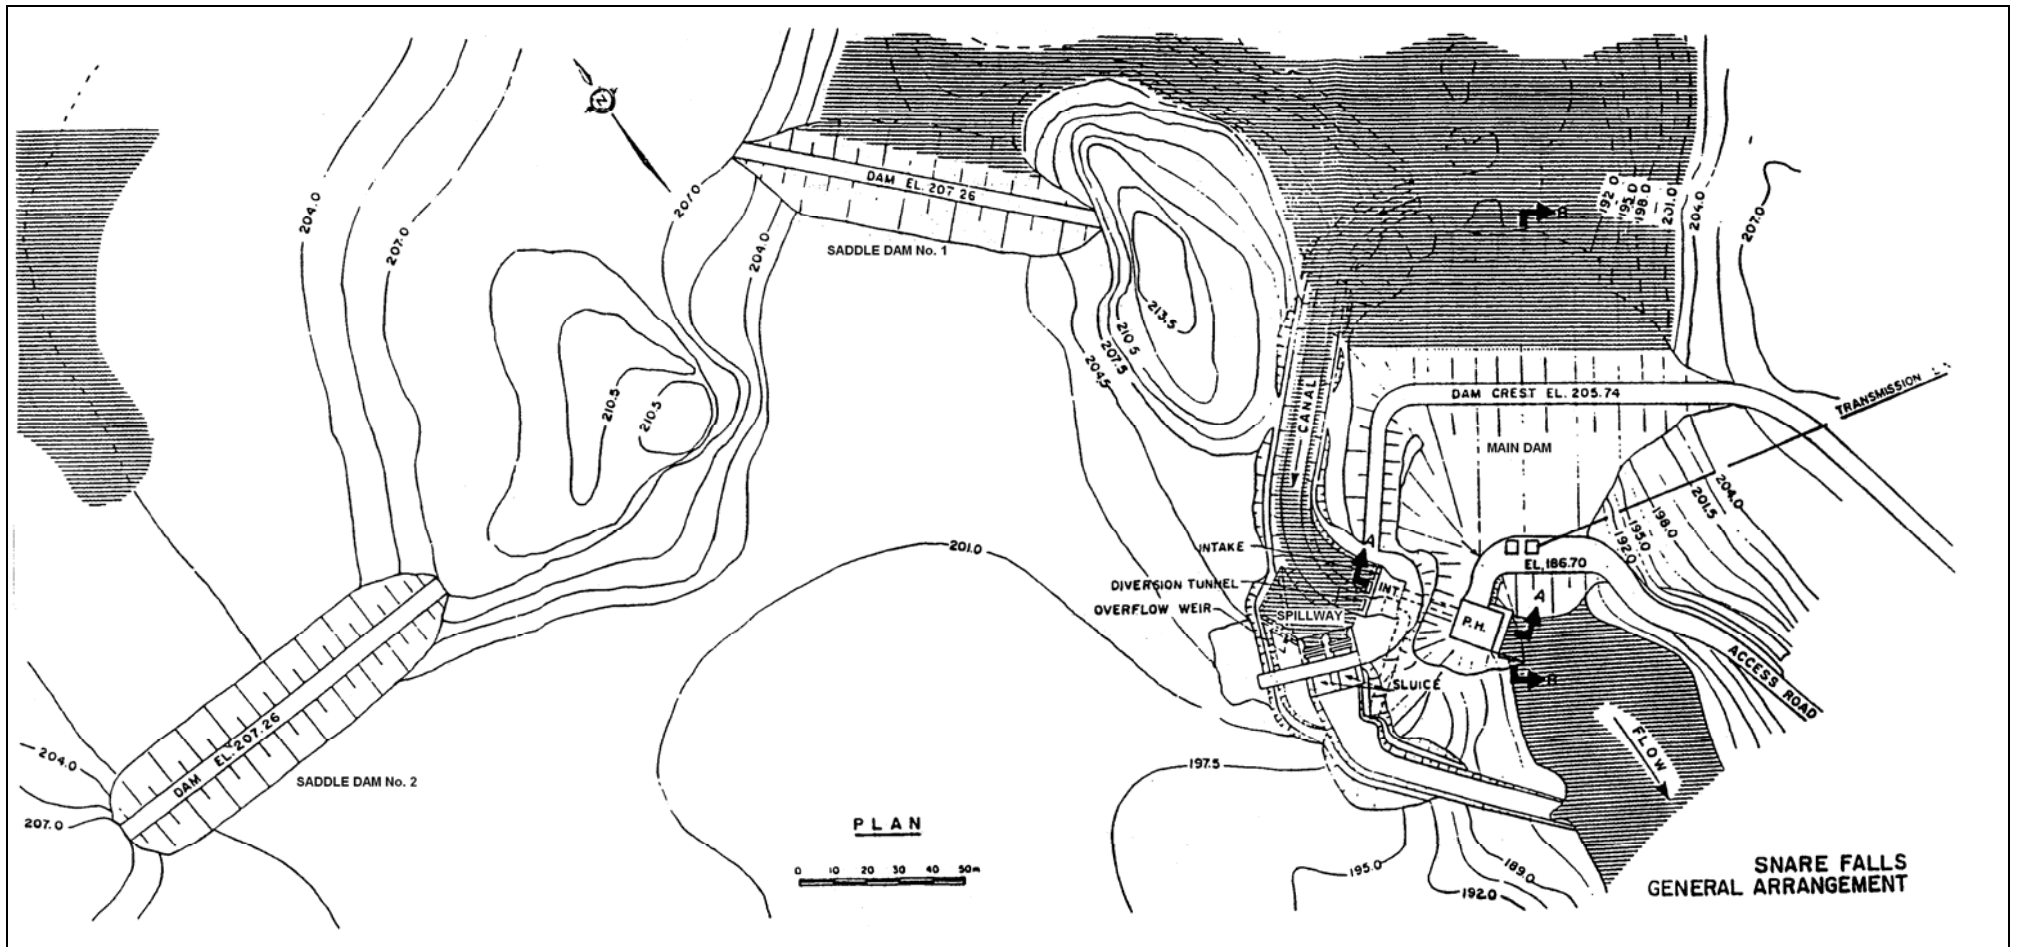 N
204.0
207.0
207.0
204.0
DAM EL. 207.26
SADDLE DAM No. 1
213.5
210.5
207.5
204.5
192.0
195.0
198.0
201.0
204.0
207.0
B
CANAL
DAM CREST EL. 205.74
MAIN DAM
TRANSMISSION
210.5
210.5
204.0
201.5
198.0
195.0
192.0
201.0
INTAKE
A
EL. 186.70
DIVERSION TUNNEL
INT.
OVERFLOW WEIR
SPILLWAY
P.H.
A
SLUICE
B
ACCESS ROAD
FLOW
DAM EL. 207.26
SADDLE DAM No. 2
204.0
207.0
197.5
PLAN
0 10 20 30 40 50m
195.0
192.0
189.0
SNARE FALLS
GENERAL ARRANGEMENT